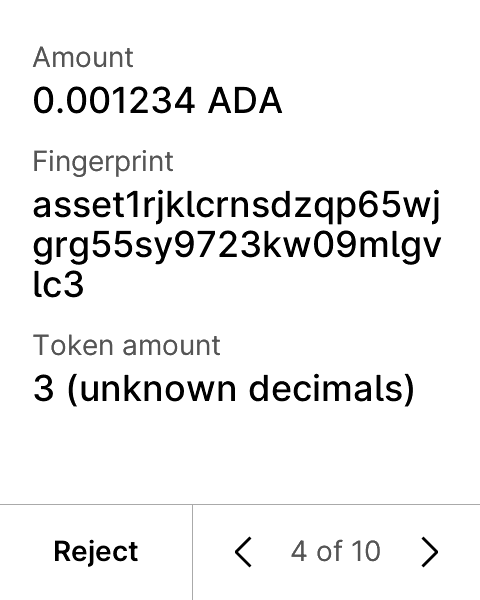 Amount
0.001234 ADA
Fingerprint
asset1rjklcrnsdzqp65wj
grg55sy9723kw09mlgv
lc3
Token amount
3 (unknown decimals)
Reject
4 of 10